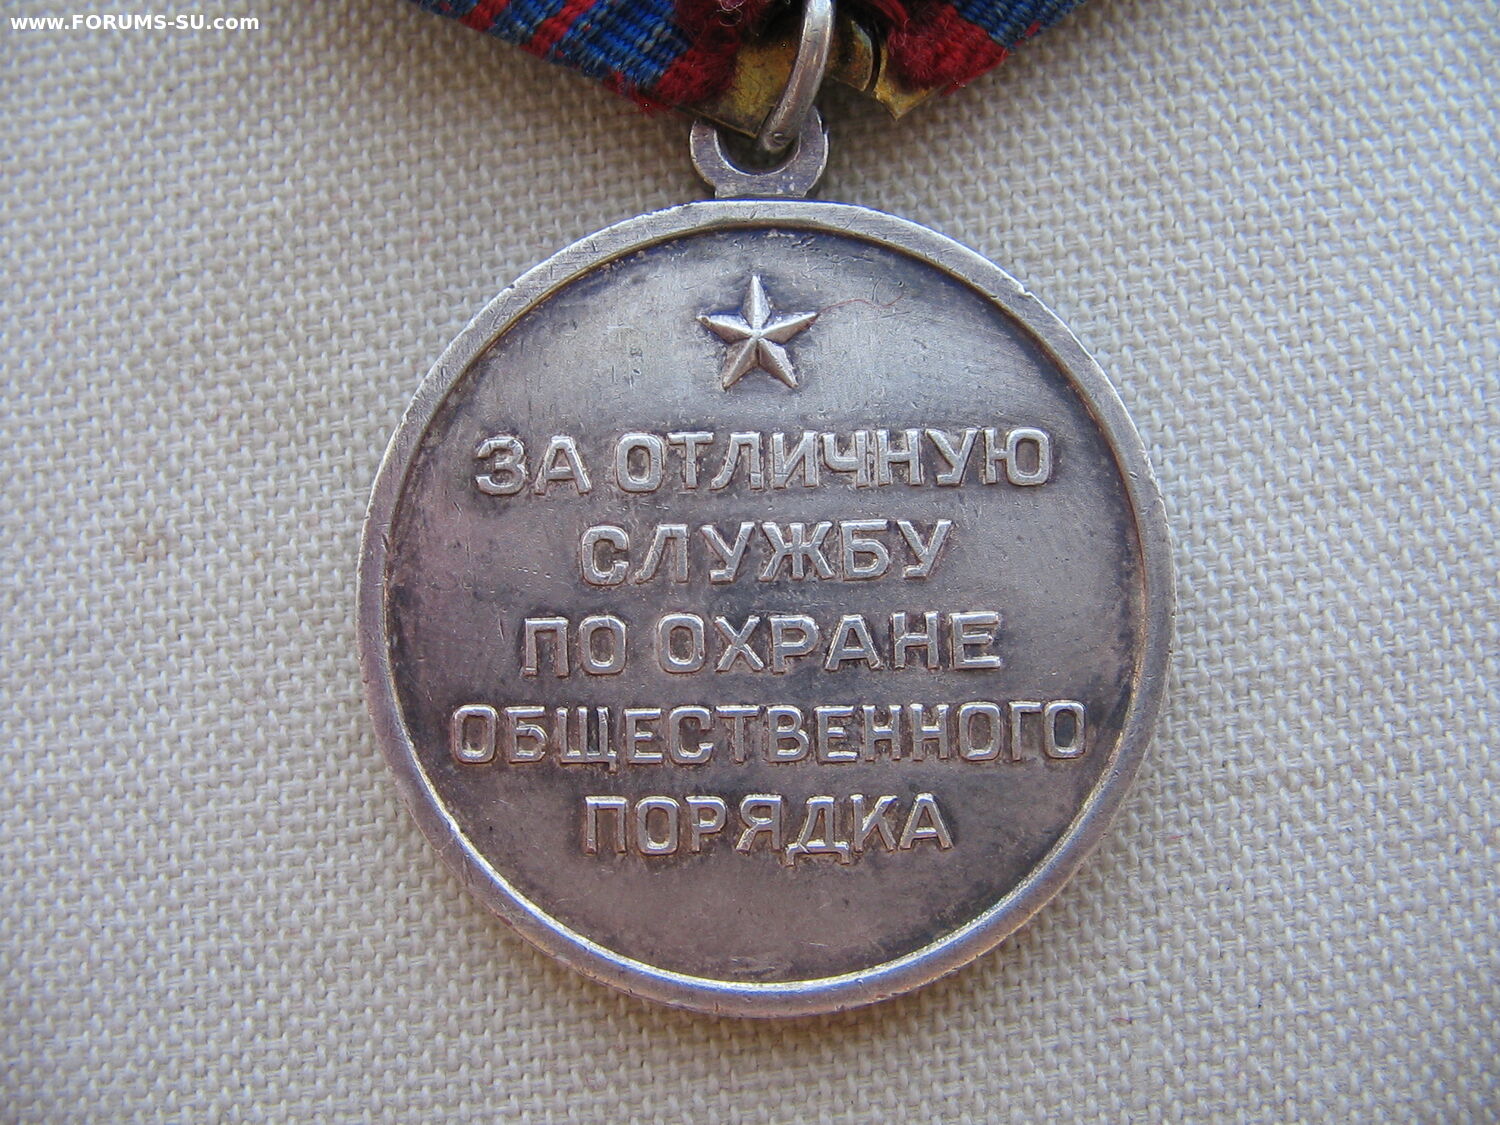 www.FORUMS-SU.com
ЗА ОТЛИЧНУЮ
СЛУЖБУ
ПО ОХРАНЕ
ОБЩЕСТВЕННОГО
ПОРЯДКА